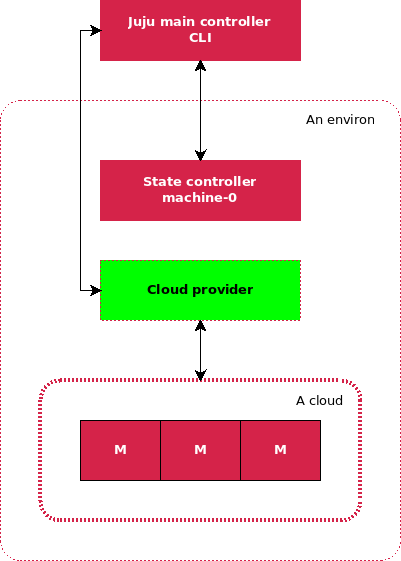 Juju main controller
CLI
An environ
State controller
machine-0
Cloud provider
A cloud
M M M